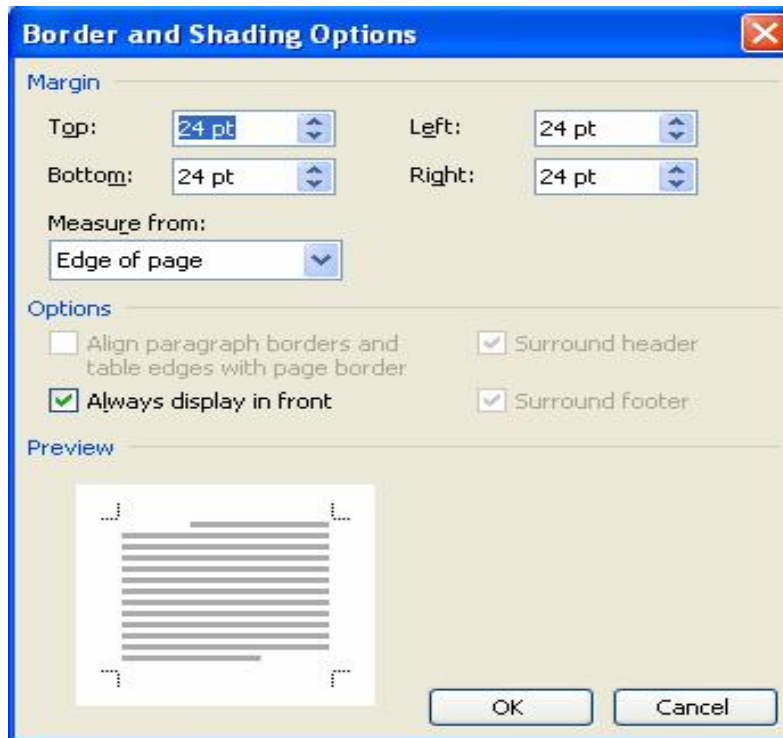 Border and Shading Options
Margin
Top: 24 pt Left: 24 pt
Bottom: 24 pt Right: 24 pt
Measure from:
Edge of page
Options
Align paragraph borders and
table edges with page border
Surround header
Always display in front
Surround footer
Preview
OK Cancel